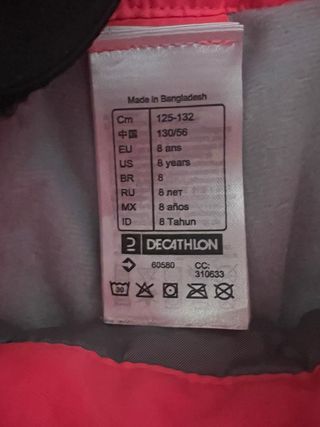 Made in Bangladesh
Cm 125-132
中国 130/56
EU 8 ans
US 8 years
BR 8
RU 8 лет
MX 8 años
ID 8 Tahun
DECATHLON
60580 CC:
310633
30